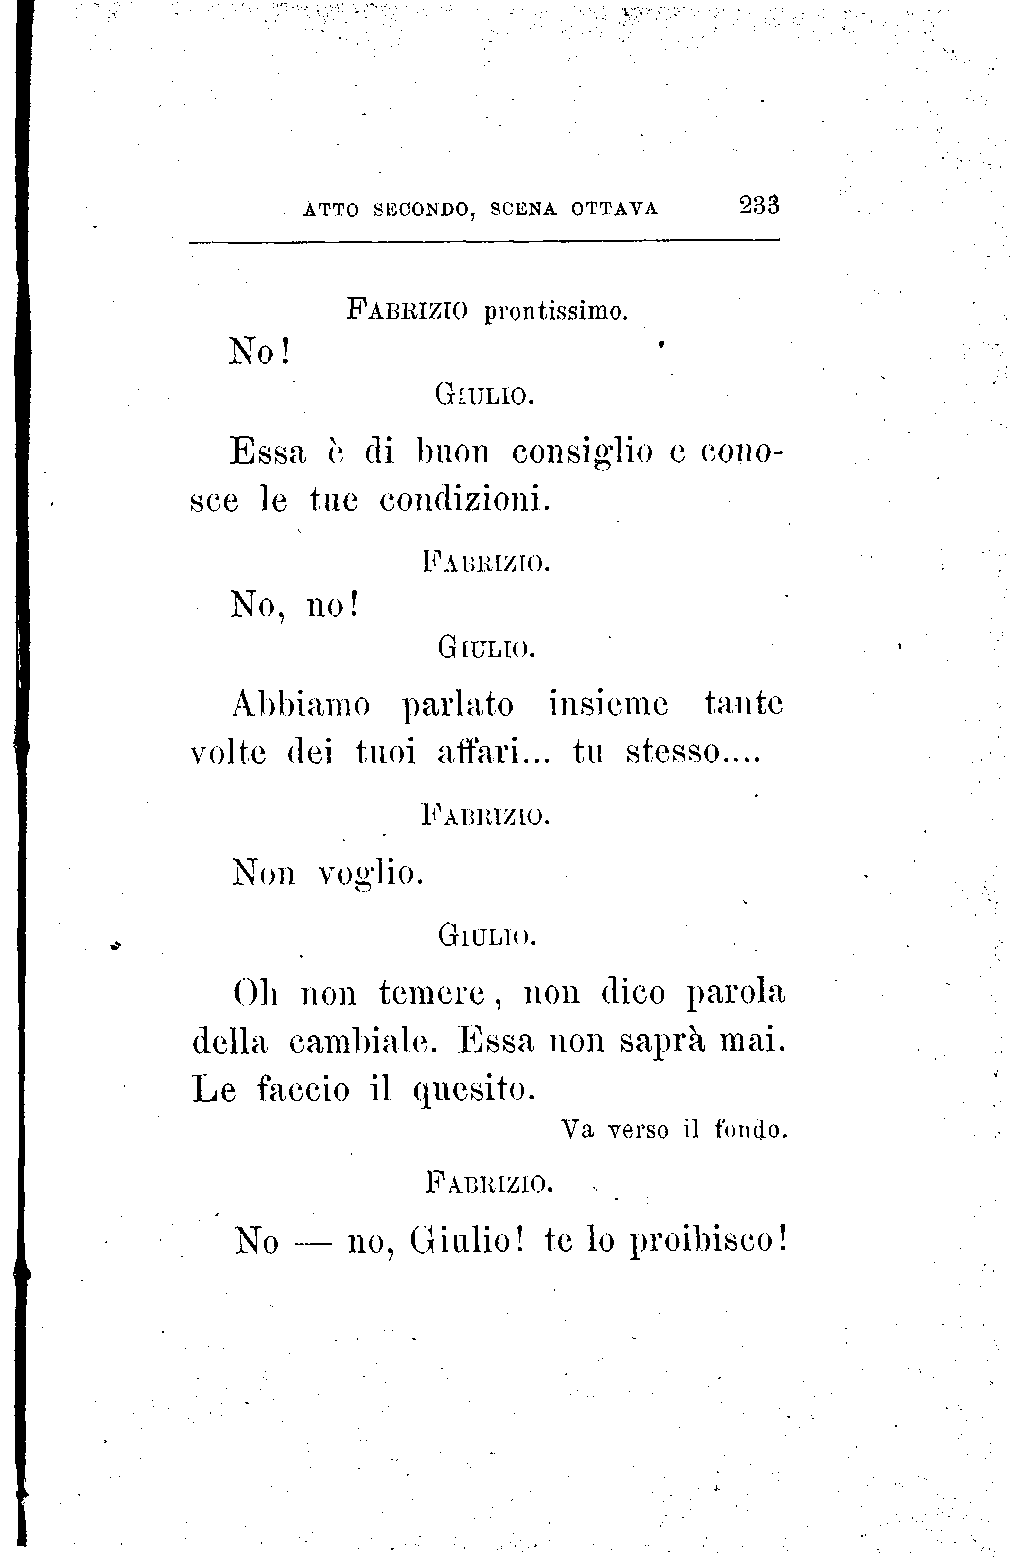 ATTO SECONDO, SCENA OTTAVA 233
FABRIZIO prontissimo.
No!
GIULIO.
Essa è di buon consiglio e cono-
sce le tue condizioni.
FABRIZIO.
No, no!
GIULIO.
Abbiamo parlato insieme tante
volte dei tuoi affari... tu stesso....
FABRIZIO.
Non voglio.
GIULIO.
Oh non temere, non dico parola
della cambiale. Essa non saprà mai.
Le faccio il quesito.
Va verso il fondo.
FABRIZIO.
No — no, Giulio! te lo proibisco!